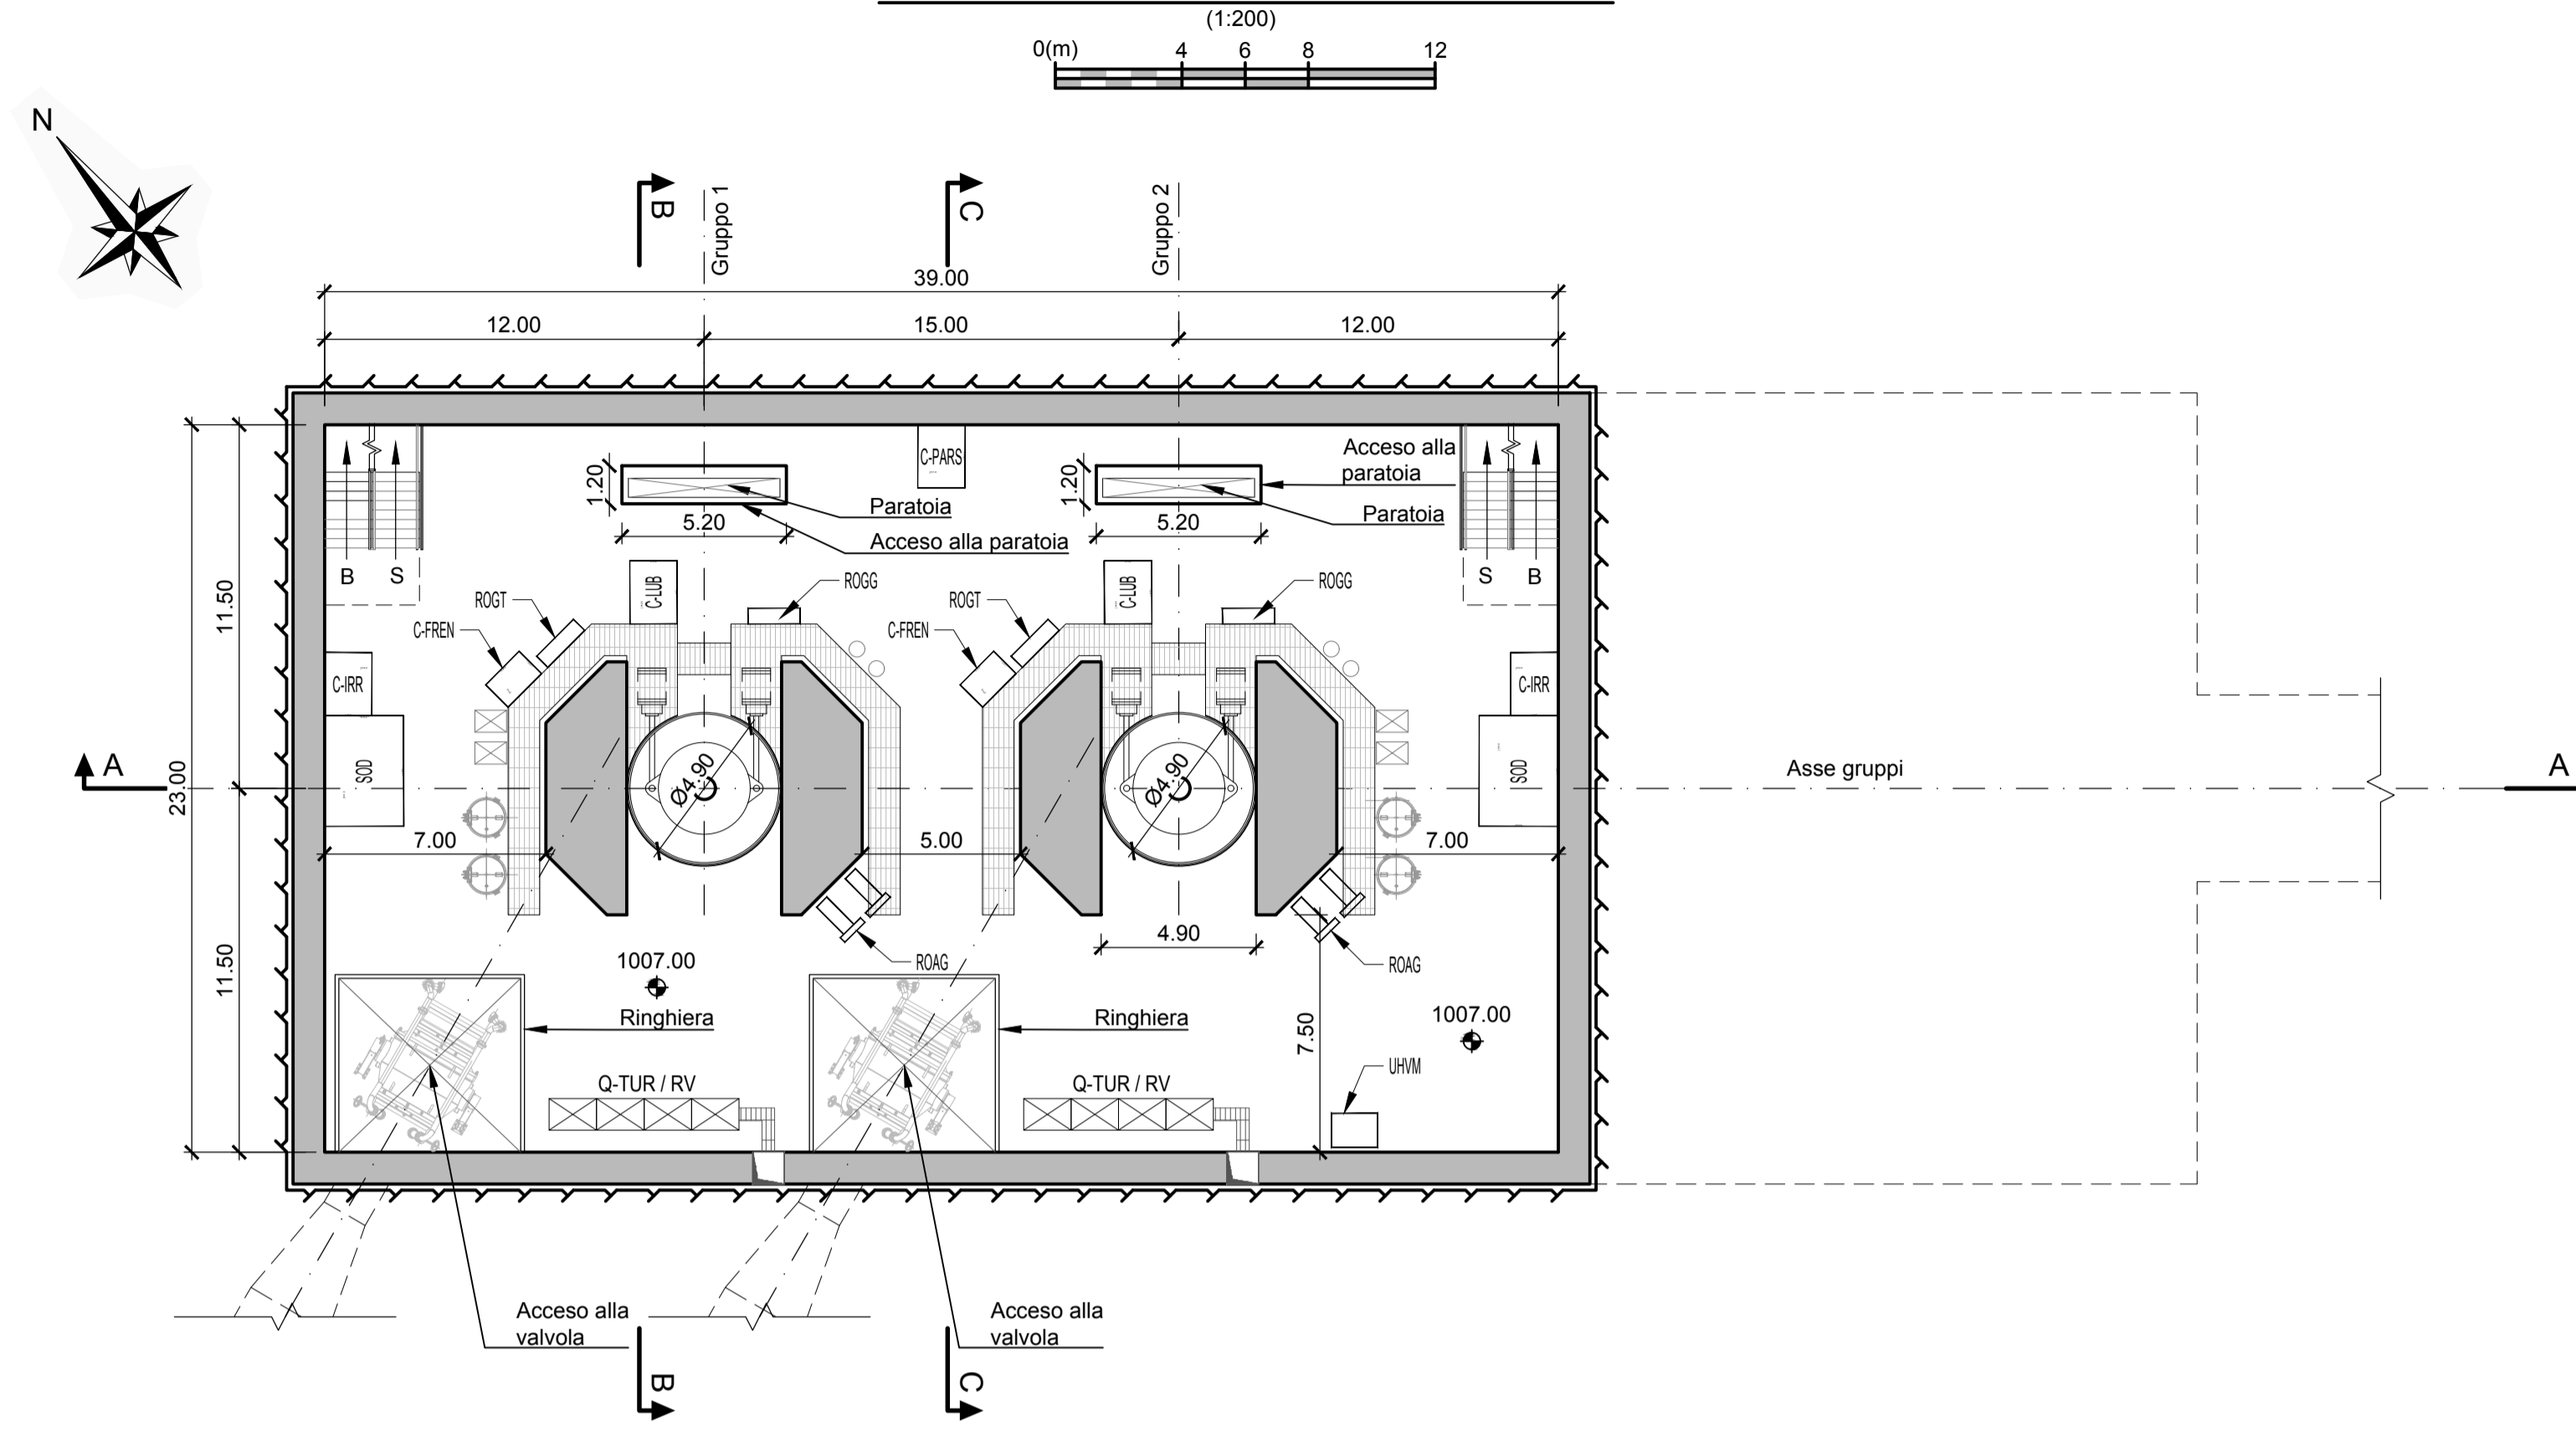 (1:200)
0(m) 4 6 8 12
N
B
Gruppo 1
C
Gruppo 2
39.00
12.00 15.00 12.00
C-PARS
Acceso alla
paratoia
1.20
1.20
Paratoia
Paratoia
5.20
5.20
Acceso alla paratoia
B S
S B
11.50
C-LUB
ROGG
C-LUB
ROGG
ROGT
ROGT
C-FREN
C-FREN
C-IRR
C-IRR
A
23.00
SOD
Ø4.90
Ø4.90
SOD
Asse gruppi
A
7.00
5.00
7.00
4.90
11.50
1007.00
ROAG
ROAG
Ringhiera
Ringhiera
7.50
1007.00
Q-TUR / RV
Q-TUR / RV
UHVM
Acceso alla
valvola
Acceso alla
valvola
B
C